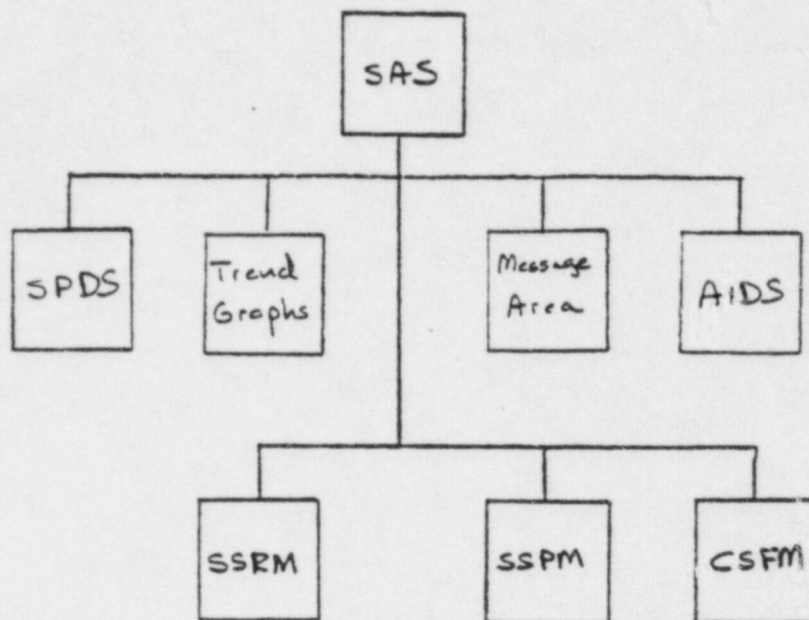 SAS
SPDS
Trend
Graphs
Message
Area
AIDS
SSRM
SSPM
CSFM